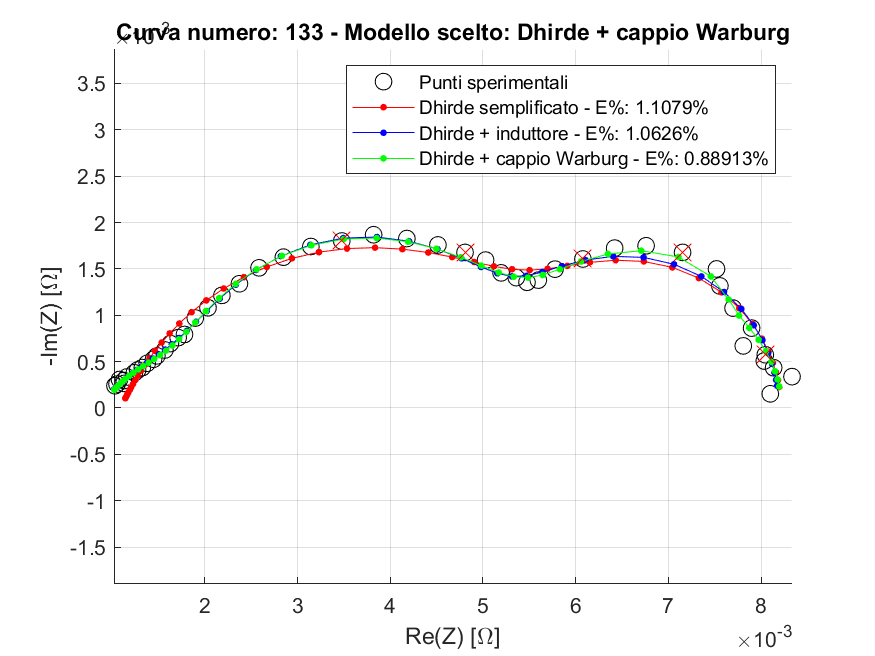 Curva numero: 133 - Modello scelto: Dhirde + cappio Warburg
Punti sperimentali
Dhirde semplificato - E%: 1.1079%
Dhirde + induttore - E%: 1.0626%
Dhirde + cappio Warburg - E%: 0.88913%
3.5
3
2.5
2
1.5
1
0.5
0
-0.5
-1
-1.5
-Im(Z) [Ω]
2 3 4 5 6 7 8
Re(Z) [Ω]
×10⁻³